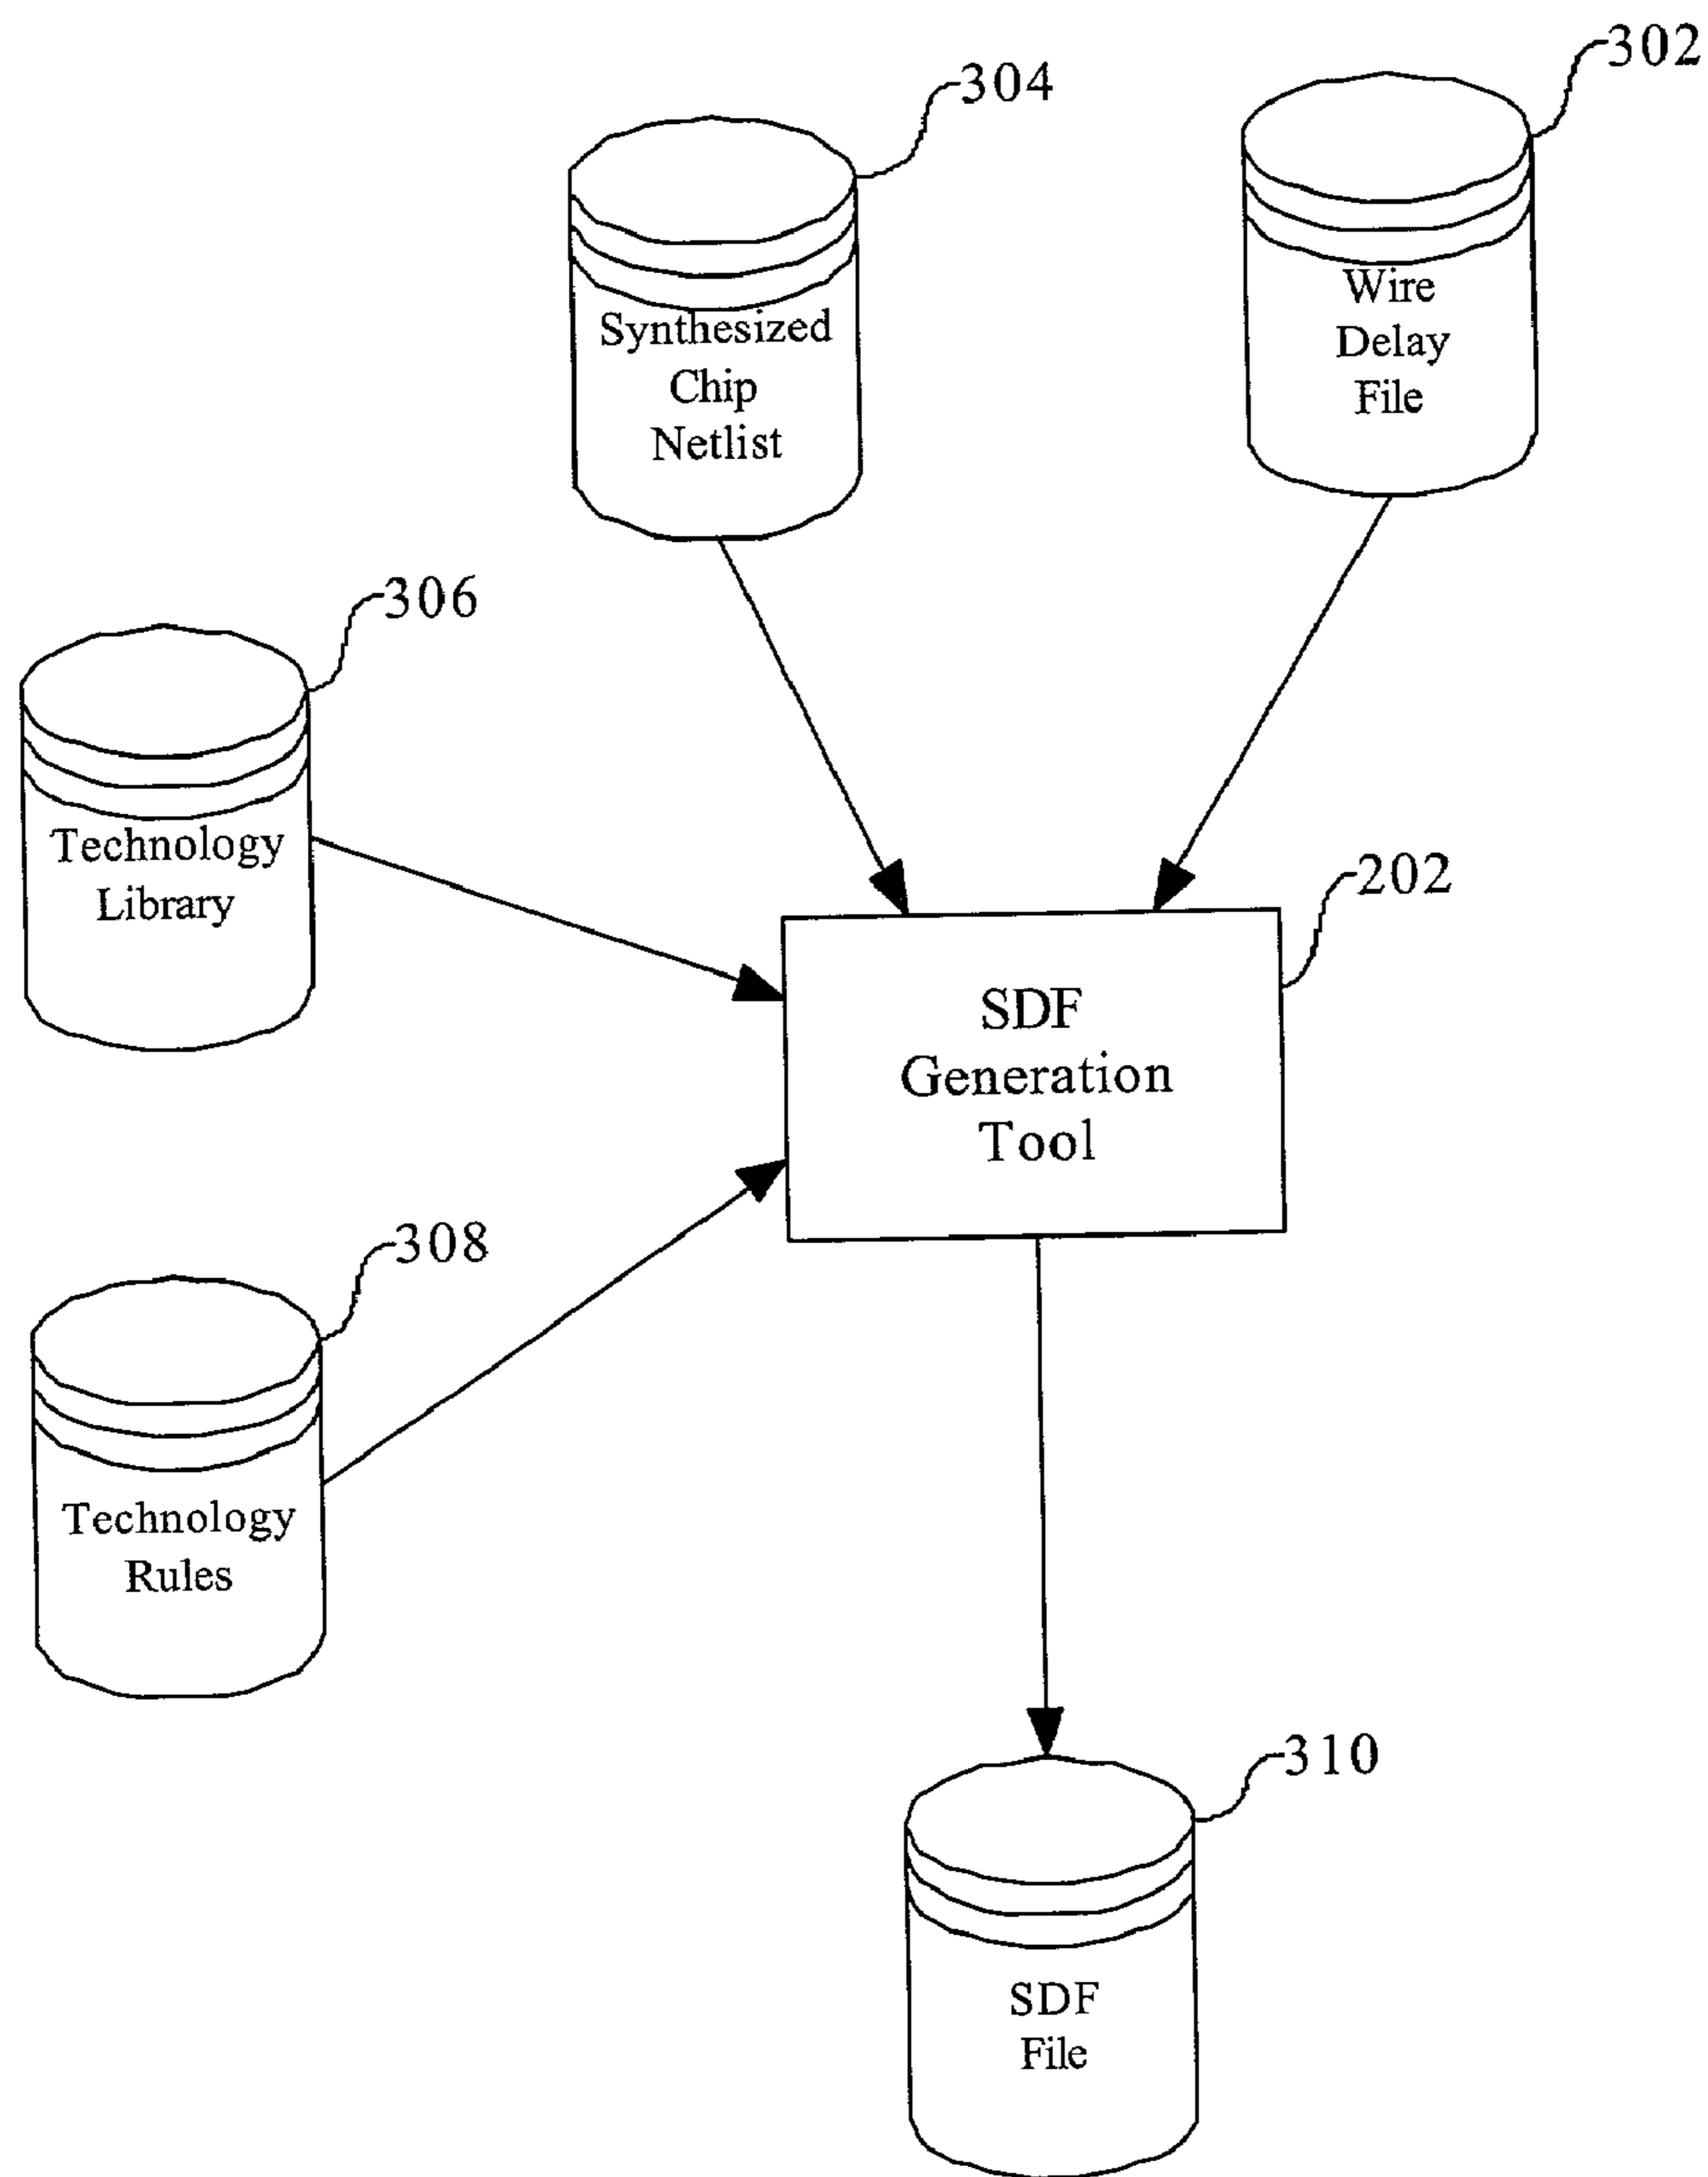 302
304
Wire
Delay
File
Synthesized
Chip
Netlist
306
Technology
Library
202
SDF
Generation
Tool
308
Technology
Rules
310
SDF
File